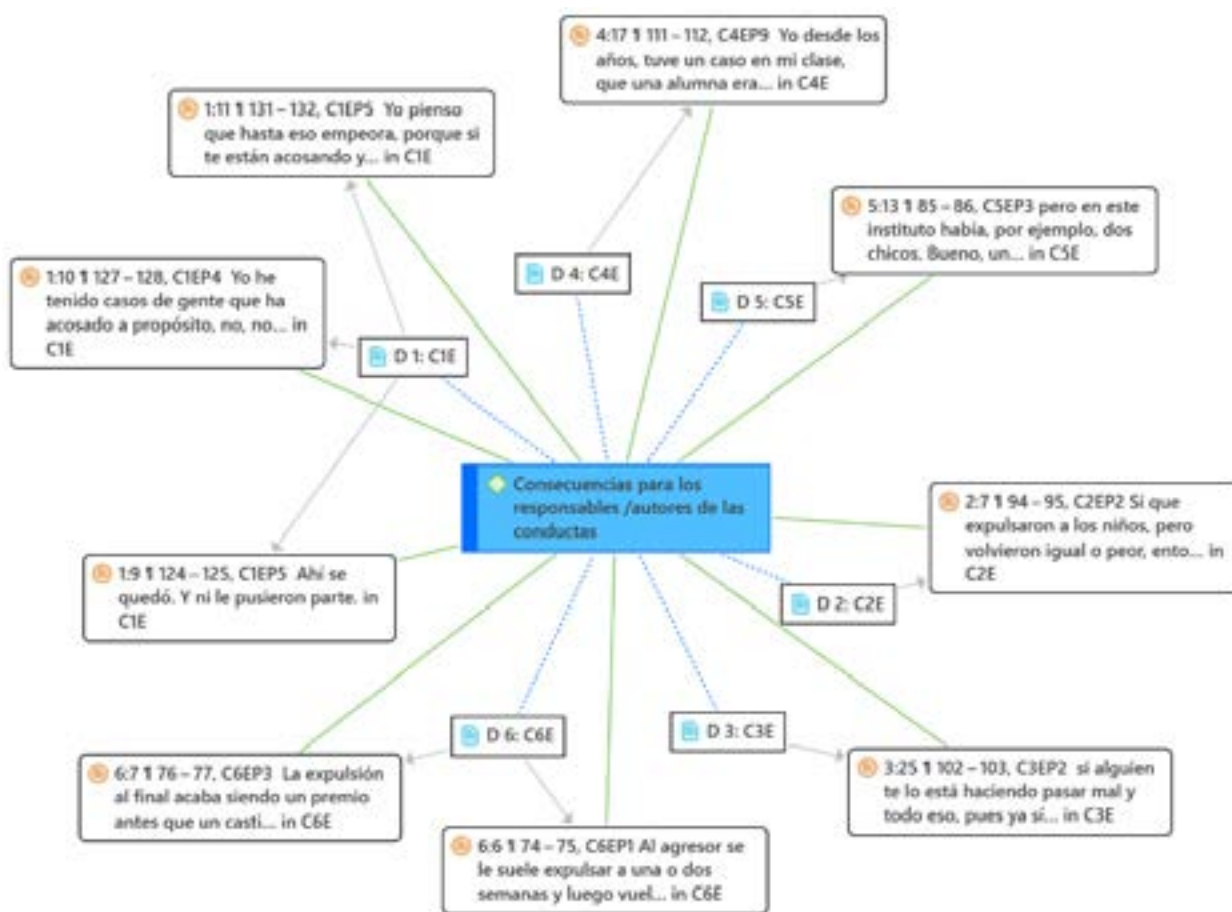 4:17 ¶ 111 – 112, C4EP9 Yo desde los
años, tuve un caso en mi clase,
que una alumna era... in C4E
1:11 ¶ 131 – 132, C1EP5 Yo pienso
que hasta eso empeora, porque si
te están acosando y... in C1E
5:13 ¶ 85 – 86, C5EP3 pero en este
instituto había, por ejemplo, dos
chicos. Bueno, un... in C5E
1:10 ¶ 127 – 128, C1EP4 Yo he
tenido casos de gente que ha
acosado a propósito, no, no... in
C1E
D 4: C4E
D 5: C5E
D 1: C1E
Consecuencias para los
responsables /autores de las
conductas
2:7 ¶ 94 – 95, C2EP2 Si que
expulsaron a los niños, pero
volvieron igual o peor, ento... in
C2E
1:9 ¶ 124 – 125, C1EP5 Ahí se
quedó. Y ni le pusieron parte. in
C1E
D 2: C2E
D 6: C6E
D 3: C3E
6:7 ¶ 76 – 77, C6EP3 La expulsión
al final acaba siendo un premio
antes que un casti... in C6E
3:25 ¶ 102 – 103, C3EP2 si alguien
te lo está haciendo pasar mal y
todo eso, pues ya sí... in C3E
6:6 ¶ 74 – 75, C6EP1 Al agresor se
le suele expulsar a una o dos
semanas y luego vuel... in C6E